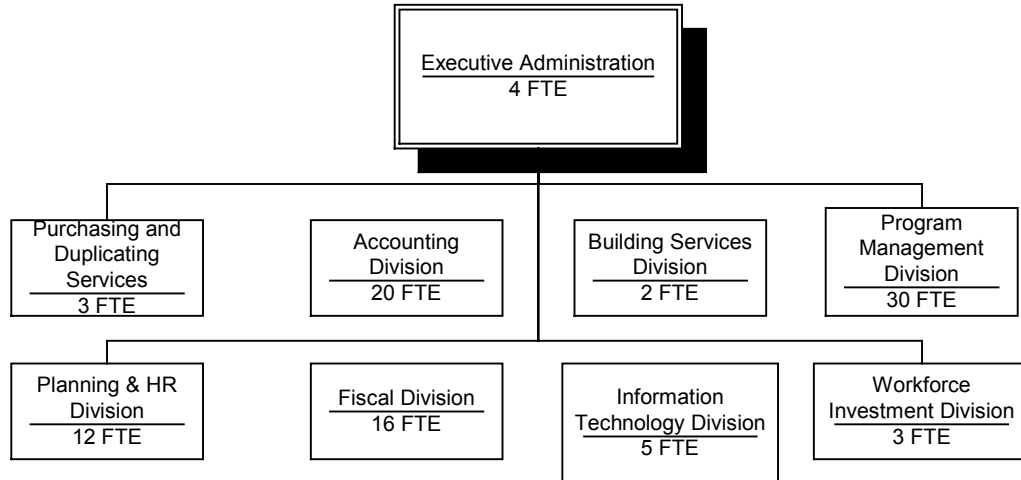 Executive Administration
4 FTE
Purchasing and
Duplicating
Services
3 FTE
Accounting
Division
20 FTE
Building Services
Division
2 FTE
Program
Management
Division
30 FTE
Planning & HR
Division
12 FTE
Fiscal Division
16 FTE
Information
Technology Division
5 FTE
Workforce
Investment Division
3 FTE